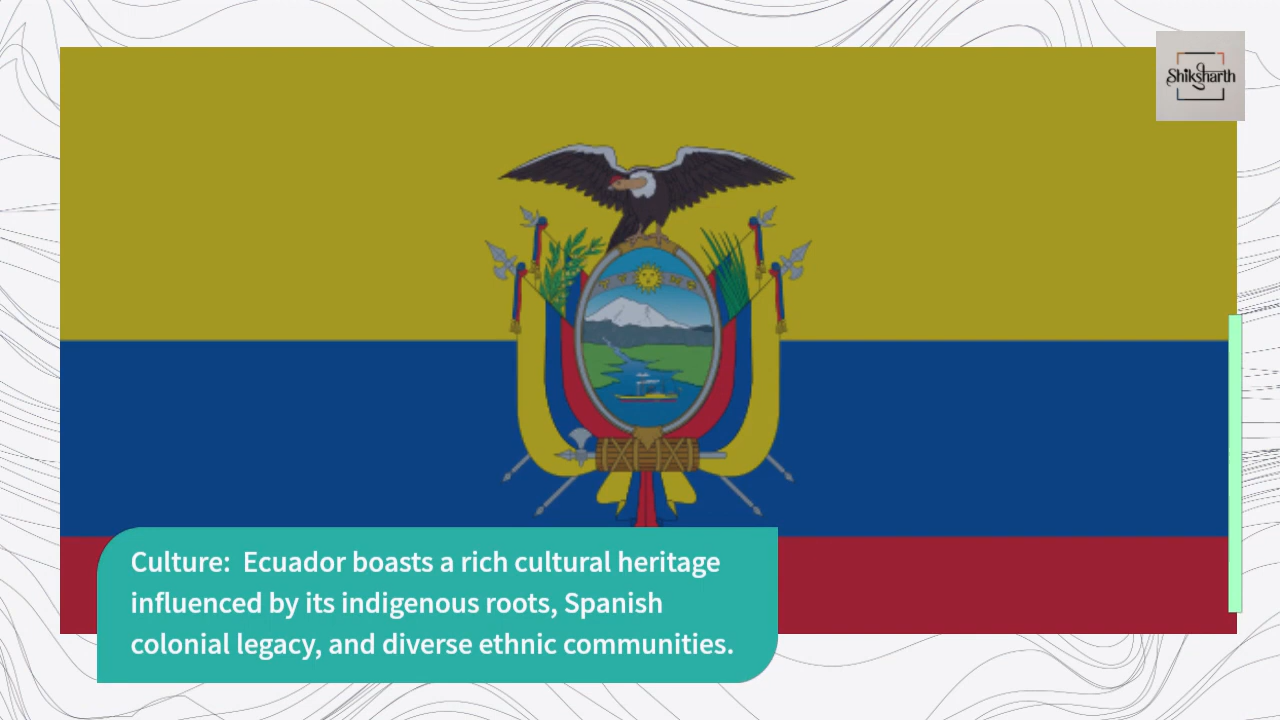 Shiksharth
Culture:  Ecuador boasts a rich cultural heritage
influenced by its indigenous roots, Spanish
colonial legacy, and diverse ethnic communities.